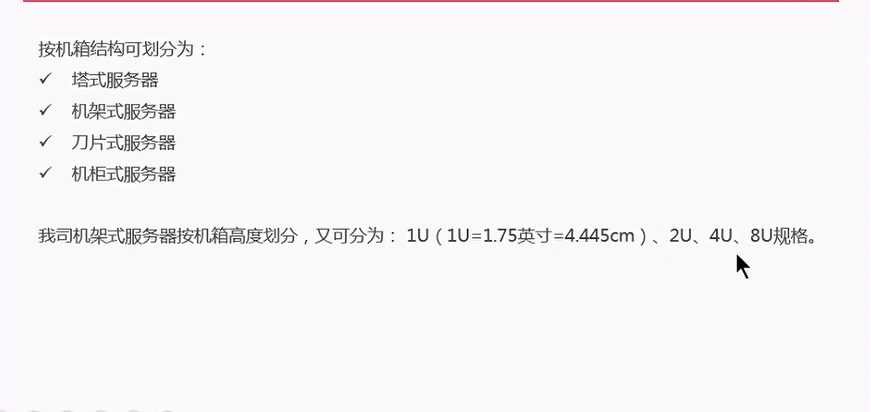 按机箱结构可划分为：
✓ 塔式服务器
✓ 机架式服务器
✓ 刀片式服务器
✓ 机柜式服务器
我司机架式服务器按机箱高度划分，又可分为： 1U（1U=1.75英寸=4.445cm）、2U、4U、8U规格。